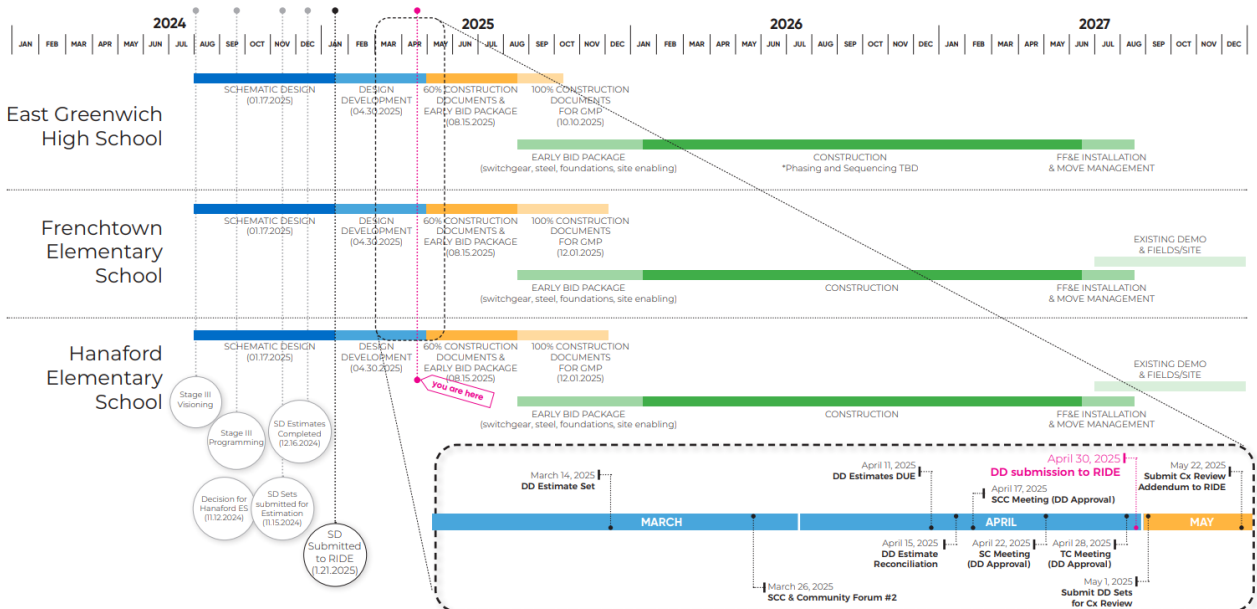 2024
2025
2026
2027
JAN FEB MAR APR MAY JUN JUL AUG SEP OCT NOV DEC JAN FEB MAR APR MAY JUN JUL AUG SEP OCT NOV DEC JAN FEB MAR APR MAY JUN JUL AUG SEP OCT NOV DEC JAN FEB MAR APR MAY JUN JUL AUG SEP OCT NOV DEC
East Greenwich
High School
SCHEMATIC DESIGN
(01.17.2025)
DESIGN
DEVELOPMENT
(04.30.2025)
60% CONSTRUCTION
DOCUMENTS &
EARLY BID PACKAGE
(08.15.2025)
100% CONSTRUCTION
DOCUMENTS
FOR GMP
(10.10.2025)
EARLY BID PACKAGE
(switchgear, steel, foundations, site enabling)
CONSTRUCTION
*Phasing and Sequencing TBD
FF&E INSTALLATION
& MOVE MANAGEMENT
Frenchtown
Elementary
School
SCHEMATIC DESIGN
(01.17.2025)
DESIGN
DEVELOPMENT
(04.30.2025)
60% CONSTRUCTION
DOCUMENTS &
EARLY BID PACKAGE
(08.15.2025)
100% CONSTRUCTION
DOCUMENTS
FOR GMP
(12.01.2025)
EXISTING DEMO
& FIELDS/SITE
EARLY BID PACKAGE
(switchgear, steel, foundations, site enabling)
CONSTRUCTION
FF&E INSTALLATION
& MOVE MANAGEMENT
Hanaford
Elementary
School
SCHEMATIC DESIGN
(01.17.2025)
DESIGN
DEVELOPMENT
(04.30.2025)
60% CONSTRUCTION
DOCUMENTS &
EARLY BID PACKAGE
(08.15.2025)
100% CONSTRUCTION
DOCUMENTS
FOR GMP
(12.01.2025)
you are here
EXISTING DEMO
& FIELDS/SITE
EARLY BID PACKAGE
(switchgear, steel, foundations, site enabling)
CONSTRUCTION
FF&E INSTALLATION
& MOVE MANAGEMENT
Stage III
Visioning
Stage III
Programming
SD Estimates
Completed
(12.16.2024)
Decision for
Hanaford ES
(11.12.2024)
SD Sets
submitted for
Estimation
(11.15.2024)
SD
Submitted
to RIDE
(1.21.2025)
March 14, 2025
DD Estimate Set
April 11, 2025
DD Estimates DUE
April 30, 2025
DD submission to RIDE
April 17, 2025
SCC Meeting (DD Approval)
May 22, 2025
Submit Cx Review
Addendum to RIDE
MARCH
APRIL
MAY
April 15, 2025
DD Estimate
Reconciliation
April 22, 2025
SC Meeting
(DD Approval)
April 28, 2025
TC Meeting
(DD Approval)
March 26, 2025
SCC & Community Forum #2
May 1, 2025
Submit DD Sets
for Cx Review